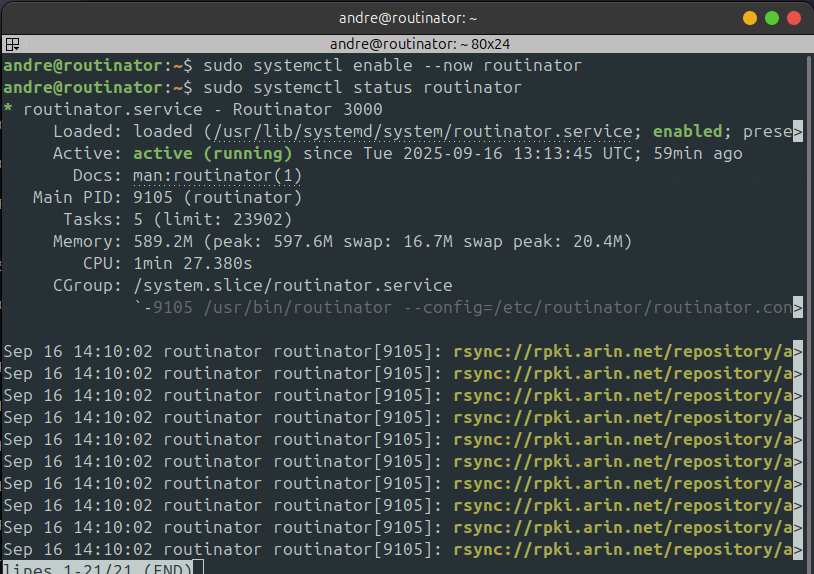 andre@routinator: ~
andre@routinator: ~ 80x24
andre@routinator:~$ sudo systemctl enable --now routinator
andre@routinator:~$ sudo systemctl status routinator
* routinator.service - Routinator 3000
     Loaded: loaded (/usr/lib/systemd/system/routinator.service; enabled; prese>
     Active: active (running) since Tue 2025-09-16 13:13:45 UTC; 59min ago
       Docs: man:routinator(1)
   Main PID: 9105 (routinator)
      Tasks: 5 (limit: 23902)
     Memory: 589.2M (peak: 597.6M swap: 16.7M swap peak: 20.4M)
        CPU: 1min 27.380s
     CGroup: /system.slice/routinator.service
             `-9105 /usr/bin/routinator --config=/etc/routinator/routinator.con>
Sep 16 14:10:02 routinator routinator[9105]: rsync://rpki.arin.net/repository/a>
Sep 16 14:10:02 routinator routinator[9105]: rsync://rpki.arin.net/repository/a>
Sep 16 14:10:02 routinator routinator[9105]: rsync://rpki.arin.net/repository/a>
Sep 16 14:10:02 routinator routinator[9105]: rsync://rpki.arin.net/repository/a>
Sep 16 14:10:02 routinator routinator[9105]: rsync://rpki.arin.net/repository/a>
Sep 16 14:10:02 routinator routinator[9105]: rsync://rpki.arin.net/repository/a>
Sep 16 14:10:02 routinator routinator[9105]: rsync://rpki.arin.net/repository/a>
Sep 16 14:10:02 routinator routinator[9105]: rsync://rpki.arin.net/repository/a>
Sep 16 14:10:02 routinator routinator[9105]: rsync://rpki.arin.net/repository/a>
Sep 16 14:10:02 routinator routinator[9105]: rsync://rpki.arin.net/repository/a>
lines 1-21/21 (END)